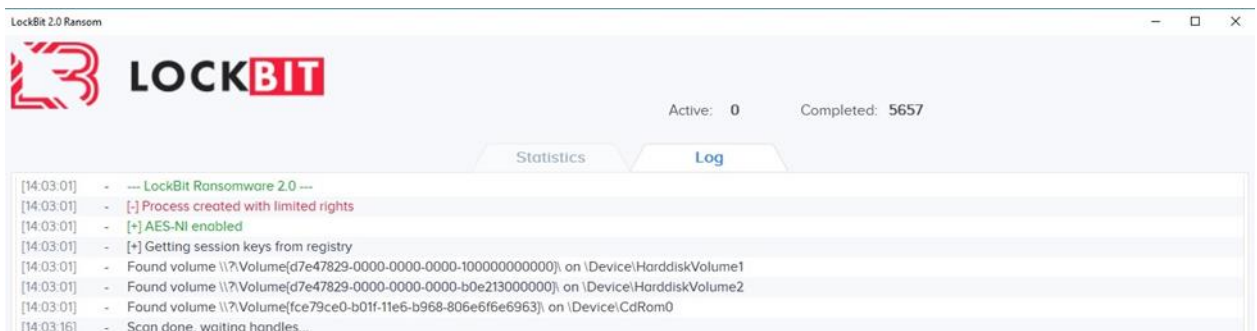 LockBit 2.0 Ransom
LOCKBIT
Active: 0 Completed: 5657
Statistics Log
[14:03:01] - --- LockBit Ransomware 2.0 ---
[14:03:01] - [-] Process created with limited rights
[14:03:01] - [+] AES-NI enabled
[14:03:01] - [+] Getting session keys from registry
[14:03:01] - Found volume \\?\Volume{d7e47829-0000-0000-0000-100000000000}\ on \Device\HarddiskVolume1
[14:03:01] - Found volume \\?\Volume{d7e47829-0000-0000-0000-b0e213000000}\ on \Device\HarddiskVolume2
[14:03:01] - Found volume \\?\Volume{fce79ce0-b01f-11e6-b968-806e6f6e6963}\ on \Device\CdRom0
[14:03:16] - Scan done, waiting handles...